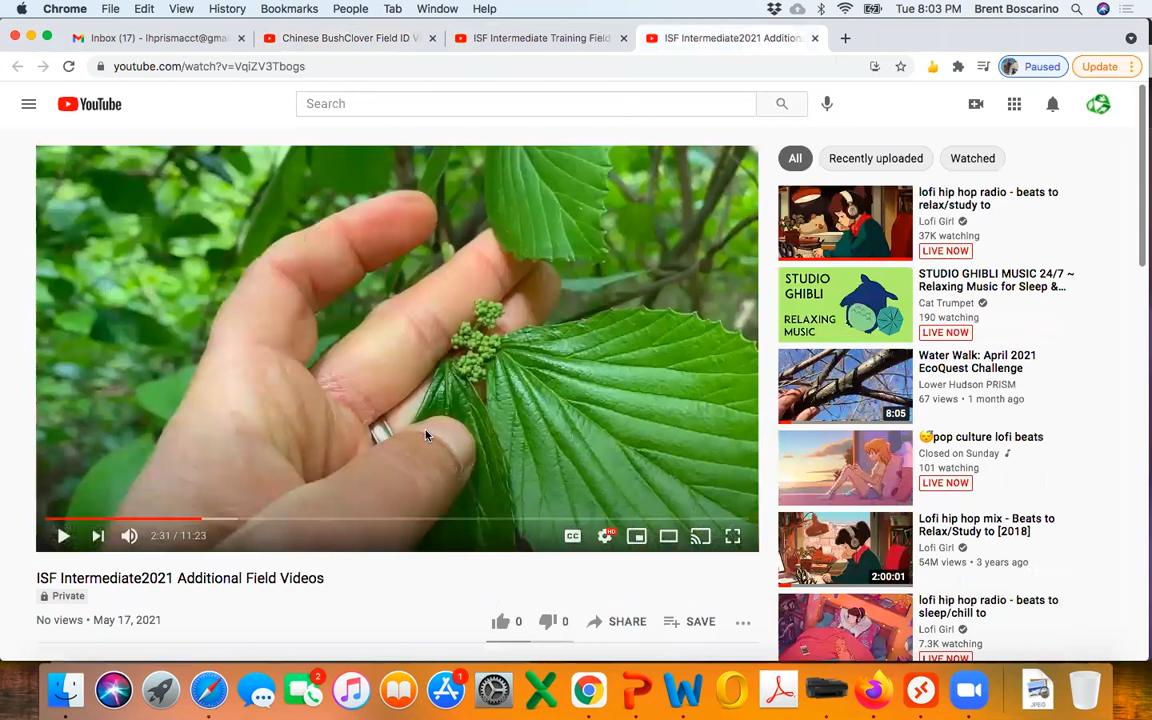 Chrome File Edit View History Bookmarks People Tab Window Help Tue 8:03 PM Brent Boscarino
Inbox (17) - lhprismacct@gma
Chinese BushClover Field ID V
ISF Intermediate Training Field
ISF Intermediate2021 Addition
youtube.com/watch?v=VqiZV3Tbogs
Paused
Update
YouTube
Search
All
Recently uploaded
Watched
lofi hip hop radio - beats to
relax/study to
Lofi Girl
37K watching
LIVE NOW
STUDIO
GHIBLI
RELAXING
MUSIC
STUDIO GHIBLI MUSIC 24/7 ~
Relaxing Music for Sleep &...
Cat Trumpet
190 watching
LIVE NOW
Water Walk: April 2021
EcoQuest Challenge
Lower Hudson PRISM
67 views • 1 month ago
8:05
😴pop culture lofi beats
Closed on Sunday ♪
101 watching
LIVE NOW
Lofi hip hop mix - Beats to
Relax/Study to [2018]
Lofi Girl
54M views • 3 years ago
2:00:01
lofi hip hop radio - beats to
sleep/chill to
Lofi Girl
7.3K watching
LIVE NOW
2:31 / 11:23
CC
HD
ISF Intermediate2021 Additional Field Videos
Private
No views • May 17, 2021
0
0
SHARE
SAVE
2
1
JPEG